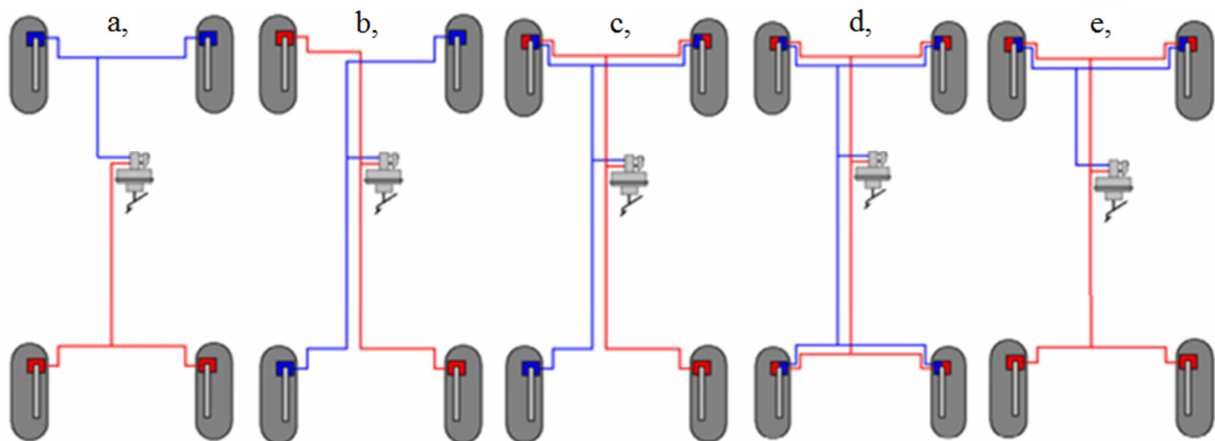 a, b, c, d, e,